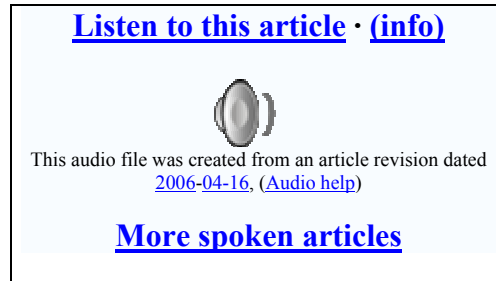 Listen to this article · (info)
This audio file was created from an article revision dated
2006-04-16, (Audio help)
More spoken articles